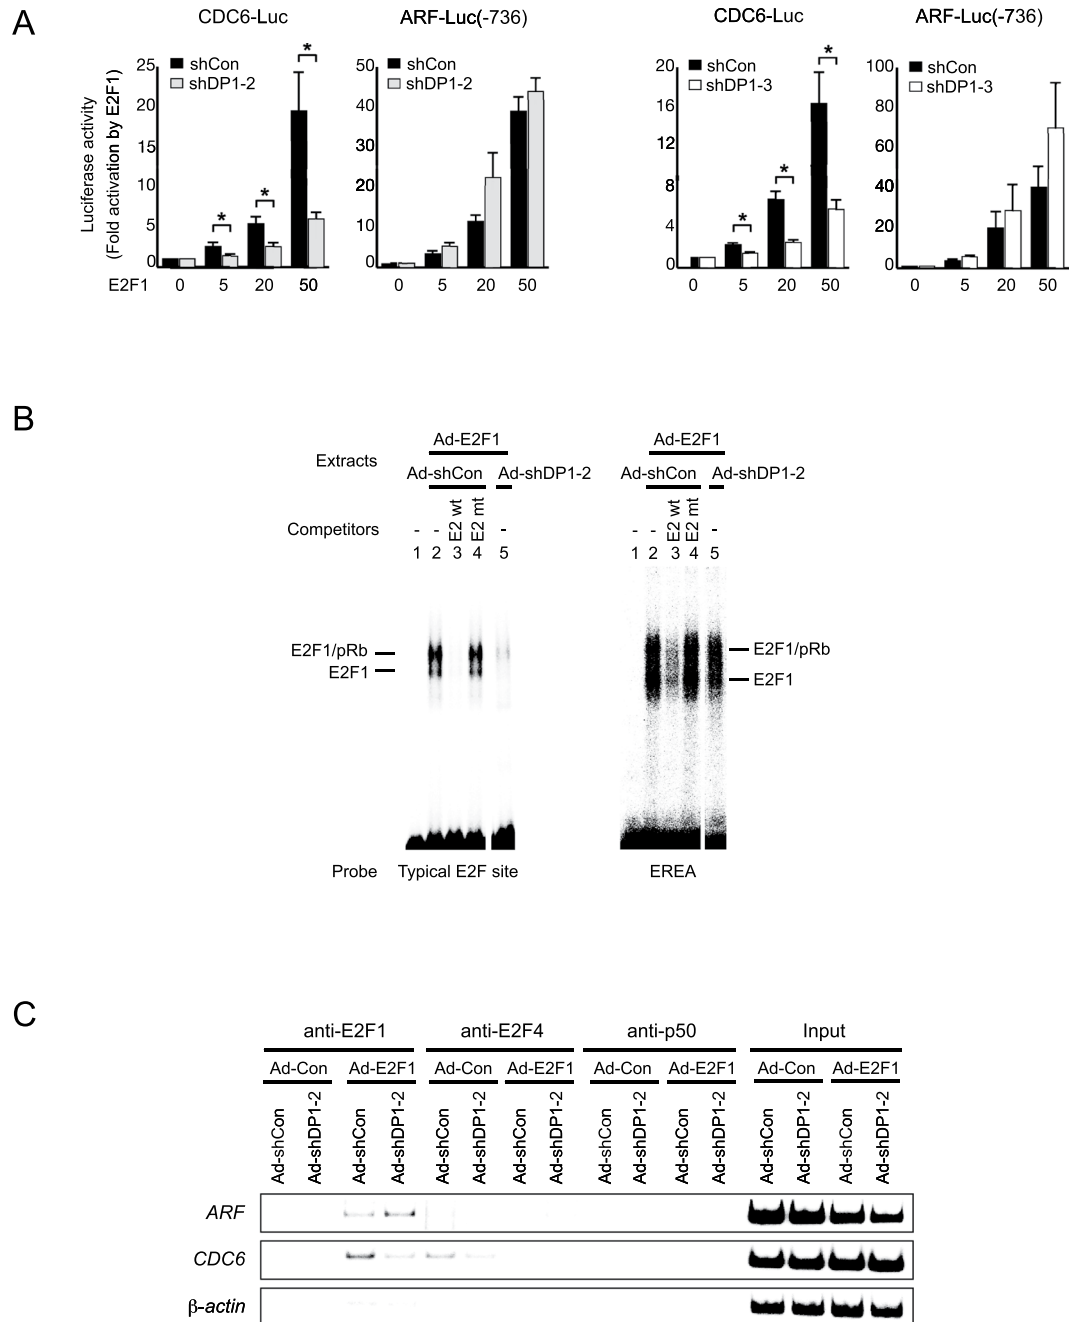 A
CDC6-Luc
ARF-Luc(-736)
CDC6-Luc
ARF-Luc(-736)
Luciferase activity
(Fold activation by E2F1)
25
20
15
10
5
0
shCon
shDP1-2
*
*
*
50
40
30
20
10
0
shCon
shDP1-2
20
16
12
8
4
0
shCon
shDP1-3
*
*
*
100
80
60
40
20
0
shCon
shDP1-3
E2F1 0 5 20 50
0 5 20 50
0 5 20 50
0 5 20 50
B
Extracts
Ad-E2F1
Ad-shCon Ad-shDP1-2
Ad-E2F1
Ad-shCon Ad-shDP1-2
Competitors
- - E2 wt E2 mt -
- - E2 wt E2 mt -
1 2 3 4 5
1 2 3 4 5
E2F1/pRb
E2F1
E2F1/pRb
E2F1
Probe Typical E2F site EREA
C
anti-E2F1 anti-E2F4 anti-p50 Input
Ad-Con Ad-E2F1 Ad-Con Ad-E2F1 Ad-Con Ad-E2F1 Ad-Con Ad-E2F1
Ad-shCon Ad-shDP1-2 Ad-shCon Ad-shDP1-2 Ad-shCon Ad-shDP1-2 Ad-shCon Ad-shDP1-2 Ad-shCon Ad-shDP1-2 Ad-shCon Ad-shDP1-2 Ad-shCon Ad-shDP1-2 Ad-shCon Ad-shDP1-2
ARF
CDC6
β-actin